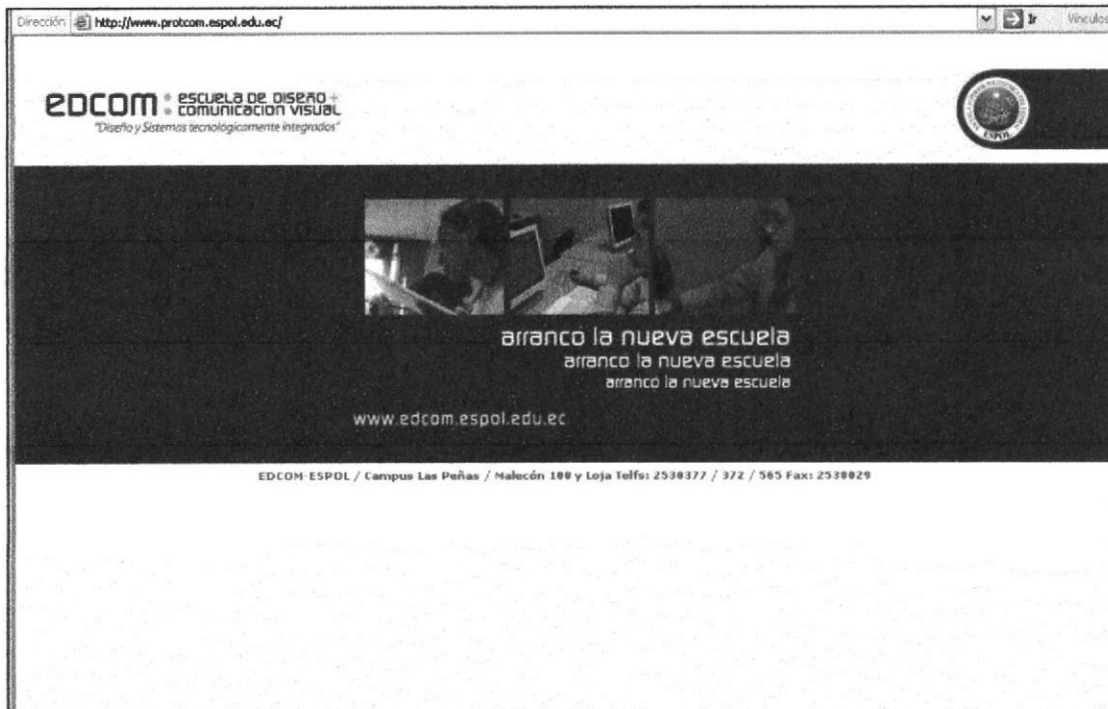 Dirección http://www.protcom.espol.edu.ec/ Ir Vínculos
edcom : escuela de diseño +
comunicación visual
"Diseño y Sistemas tecnológicamente integrados"
ESPOL
arranco la nueva escuela
arranco la nueva escuela
arranco la nueva escuela
www.edcom.espol.edu.ec
EDCOM-ESPOL / Campus Las Peñas / Malecón 100 y Loja Telfs: 2530377 / 372 / 565 Fax: 2530029